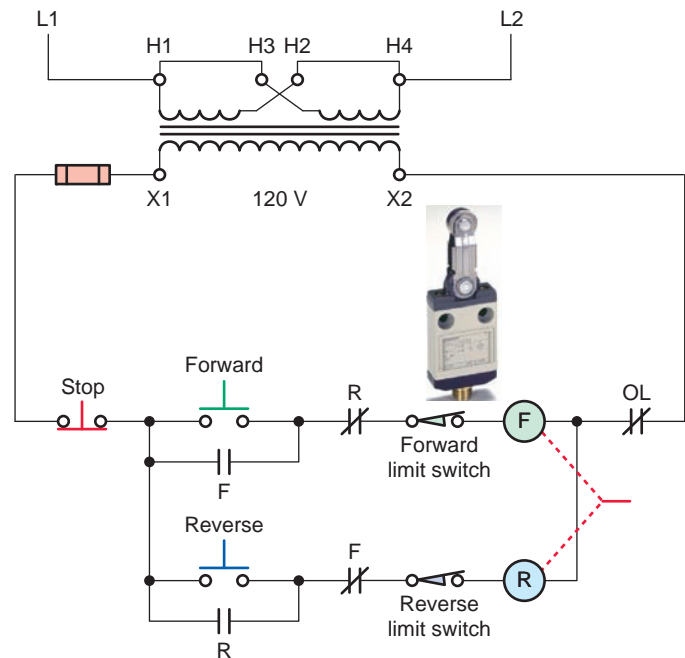 L1
L2
H1
H3
H2
H4
X1
120 V
X2
Forward
Stop
R
OL
F
Forward
limit switch
F
Reverse
F
R
Reverse
limit switch
R